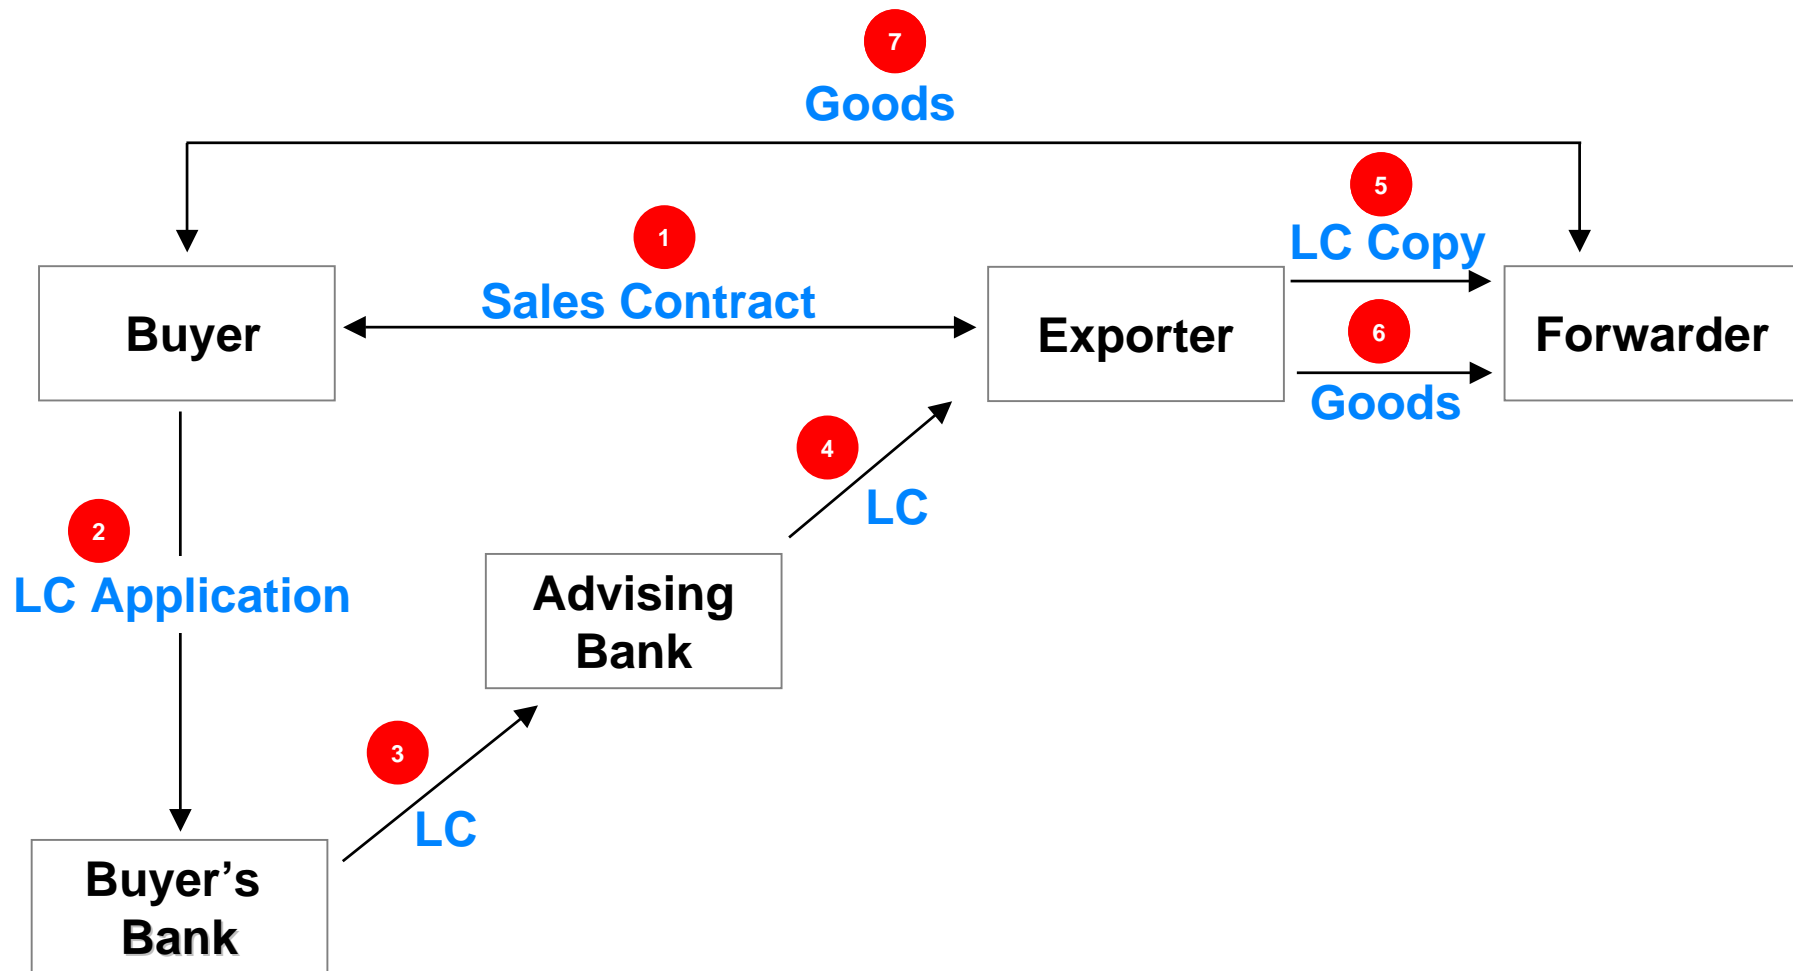 7
Goods
5
LC Copy
1
Sales Contract
Buyer
Exporter
Forwarder
6
Goods
4
LC
2
LC Application
Advising
Bank
3
LC
Buyer’s
Bank